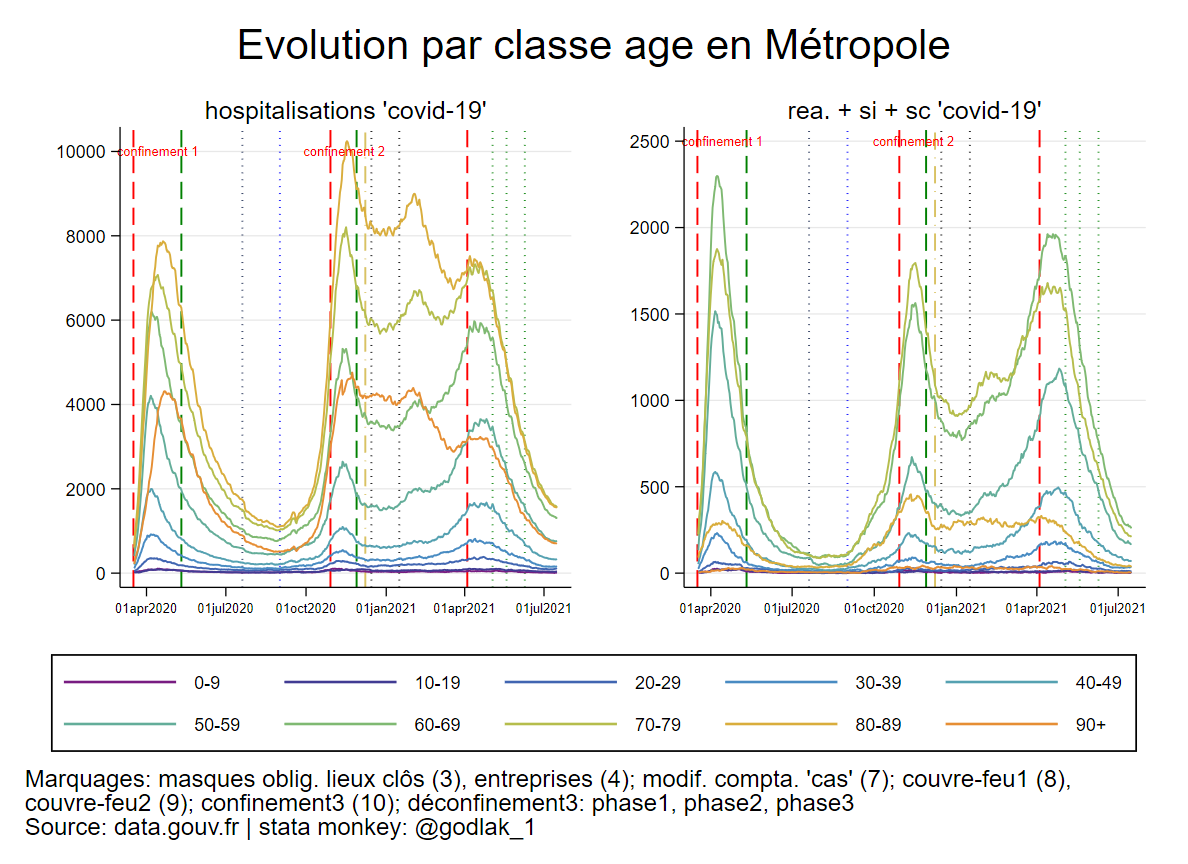 Evolution par classe age en Métropole
hospitalisations 'covid-19'
confinement 1
confinement 2
10000
8000
6000
4000
2000
0
01apr2020 01jul2020 01oct2020 01jan2021 01apr2021 01jul2021
rea. + si + sc 'covid-19'
confinement 1
confinement 2
2500
2000
1500
1000
500
0
01apr2020 01jul2020 01oct2020 01jan2021 01apr2021 01jul2021
0-9 10-19 20-29 30-39 40-49
50-59 60-69 70-79 80-89 90+
Marquages: masques oblig. lieux clôs (3), entreprises (4); modif. compta. 'cas' (7); couvre-feu1 (8),
couvre-feu2 (9); confinement3 (10); déconfinement3: phase1, phase2, phase3
Source: data.gouv.fr | stata monkey: @godlak_1